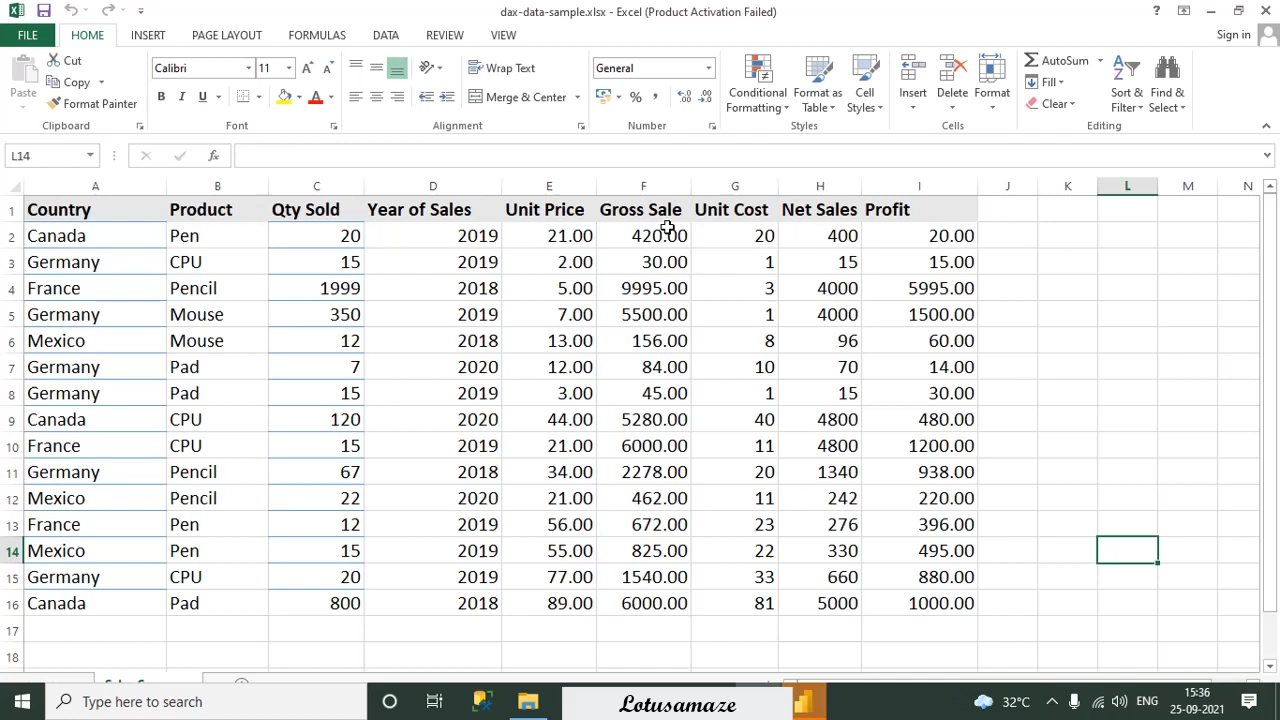 dax-data-sample.xlsx - Excel (Product Activation Failed)
FILE HOME INSERT PAGE LAYOUT FORMULAS DATA REVIEW VIEW Sign in
Cut
Copy
Format Painter
Paste
Clipboard
Calibri 11
B I U
Font
Wrap Text
Merge & Center
Alignment
General
Number
Conditional Formatting
Format as Table
Cell Styles
Styles
Insert Delete Format
Cells
AutoSum
Fill
Clear
Sort & Filter
Find & Select
Editing
L14 fx
A B C D E F G H I J K L M N
1 Country Product Qty Sold Year of Sales Unit Price Gross Sale Unit Cost Net Sales Profit
2 Canada Pen 20 2019 21.00 420.00 20 400 20.00
3 Germany CPU 15 2019 2.00 30.00 1 15 15.00
4 France Pencil 1999 2018 5.00 9995.00 3 4000 5995.00
5 Germany Mouse 350 2019 7.00 5500.00 1 4000 1500.00
6 Mexico Mouse 12 2018 13.00 156.00 8 96 60.00
7 Germany Pad 7 2020 12.00 84.00 10 70 14.00
8 Germany Pad 15 2019 3.00 45.00 1 15 30.00
9 Canada CPU 120 2020 44.00 5280.00 40 4800 480.00
10 France CPU 15 2019 21.00 6000.00 11 4800 1200.00
11 Germany Pencil 67 2018 34.00 2278.00 20 1340 938.00
12 Mexico Pencil 22 2020 21.00 462.00 11 242 220.00
13 France Pen 12 2019 56.00 672.00 23 276 396.00
14 Mexico Pen 15 2019 55.00 825.00 22 330 495.00
15 Germany CPU 20 2019 77.00 1540.00 33 660 880.00
16 Canada Pad 800 2018 89.00 6000.00 81 5000 1000.00
17
18
Type here to search
Lotusamaze
32°C
ENG
15:36
25-09-2021